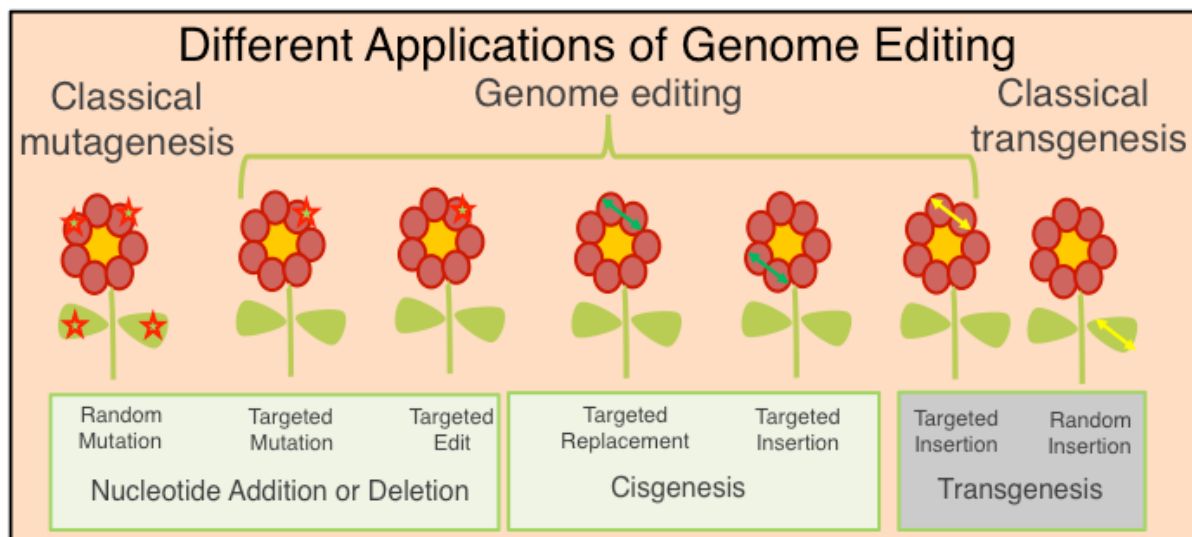 Different Applications of Genome Editing
Classical
mutagenesis
Genome editing
Classical
transgenesis
Random
Mutation
Targeted
Mutation
Targeted
Edit
Targeted
Replacement
Targeted
Insertion
Targeted
Insertion
Random
Insertion
Nucleotide Addition or Deletion
Cisgenesis
Transgenesis